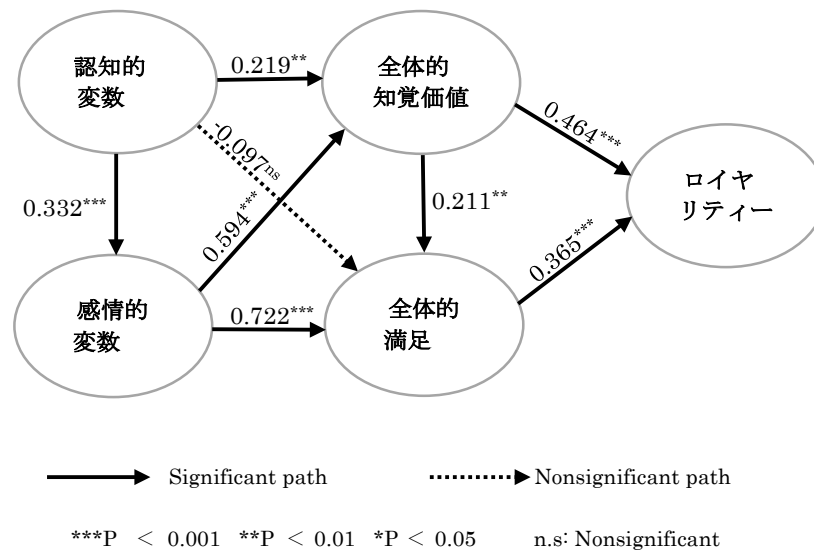 認知的
変数
0.219**
全体的
知覚価値
0.464***
-0.097ns
0.332***
0.594***
0.211**
ロイヤ
リティー
0.365***
感情的
変数
0.722***
全体的
満足
Significant path
Nonsignificant path
***P < 0.001 **P < 0.01 *P < 0.05 n.s: Nonsignificant